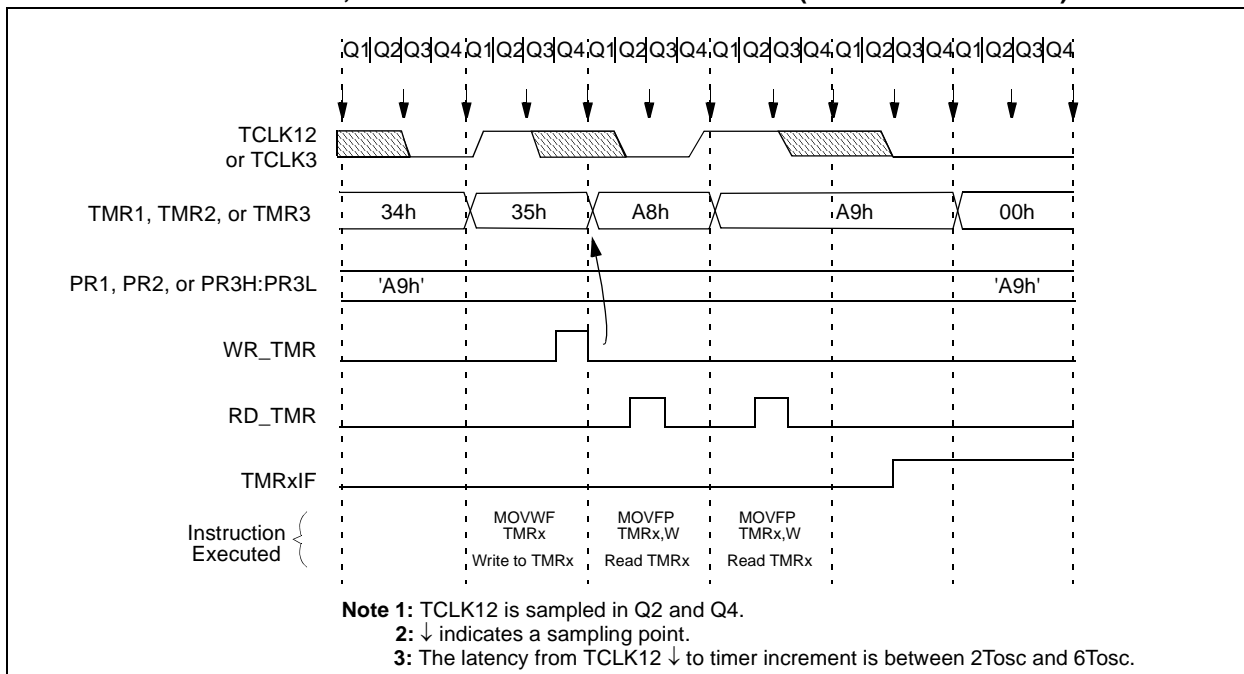 Q1 Q2 Q3 Q4 Q1 Q2 Q3 Q4 Q1 Q2 Q3 Q4 Q1 Q2 Q3 Q4 Q1 Q2 Q3 Q4 Q1 Q2 Q3 Q4
TCLK12
or TCLK3
TMR1, TMR2, or TMR3 34h 35h A8h A9h 00h
PR1, PR2, or PR3H:PR3L 'A9h' 'A9h'
WR_TMR
RD_TMR
TMRxIF
Instruction
Executed
MOVWF
TMRx
Write to TMRx
MOVFP
TMRx,W
Read TMRx
MOVFP
TMRx,W
Read TMRx
Note 1: TCLK12 is sampled in Q2 and Q4.
2: ↓ indicates a sampling point.
3: The latency from TCLK12 ↓ to timer increment is between 2Tosc and 6Tosc.